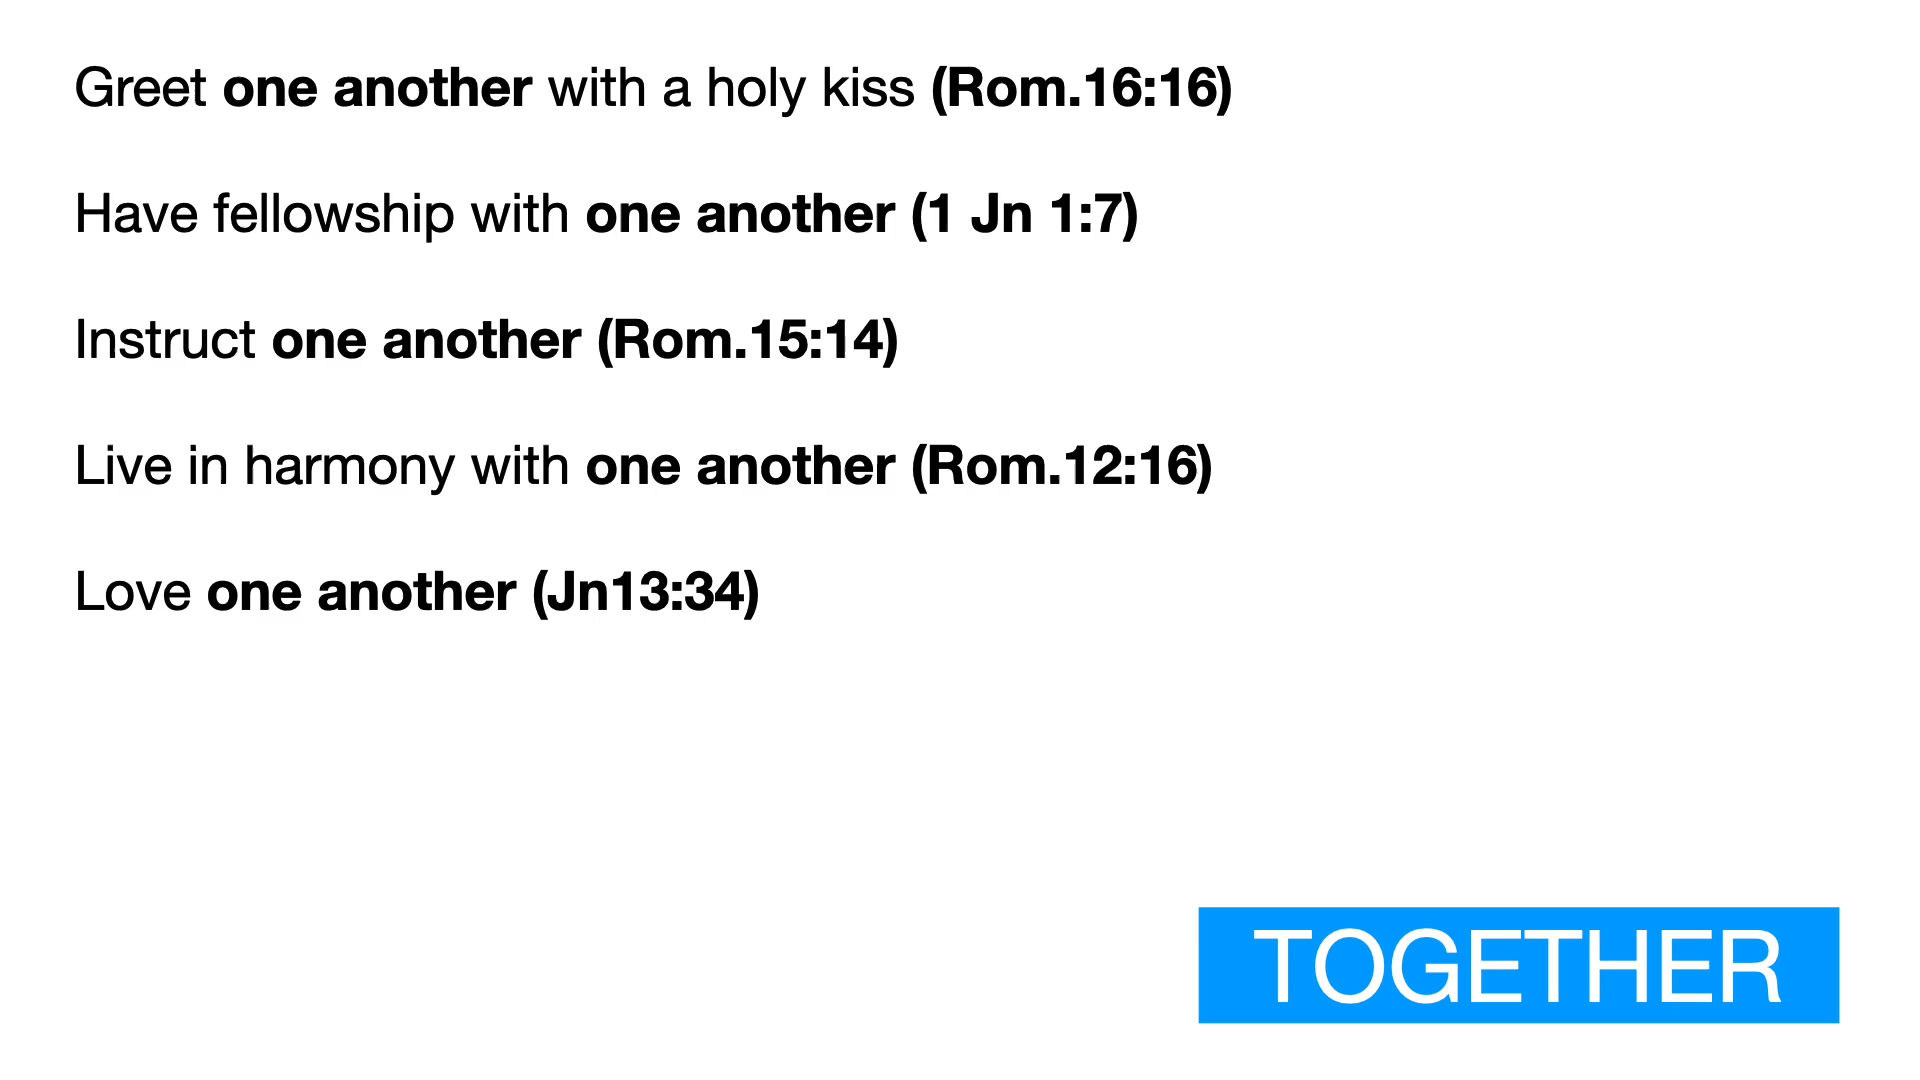 Greet one another with a holy kiss (Rom.16:16)
Have fellowship with one another (1 Jn 1:7)
Instruct one another (Rom.15:14)
Live in harmony with one another (Rom.12:16)
Love one another (Jn13:34)
TOGETHER